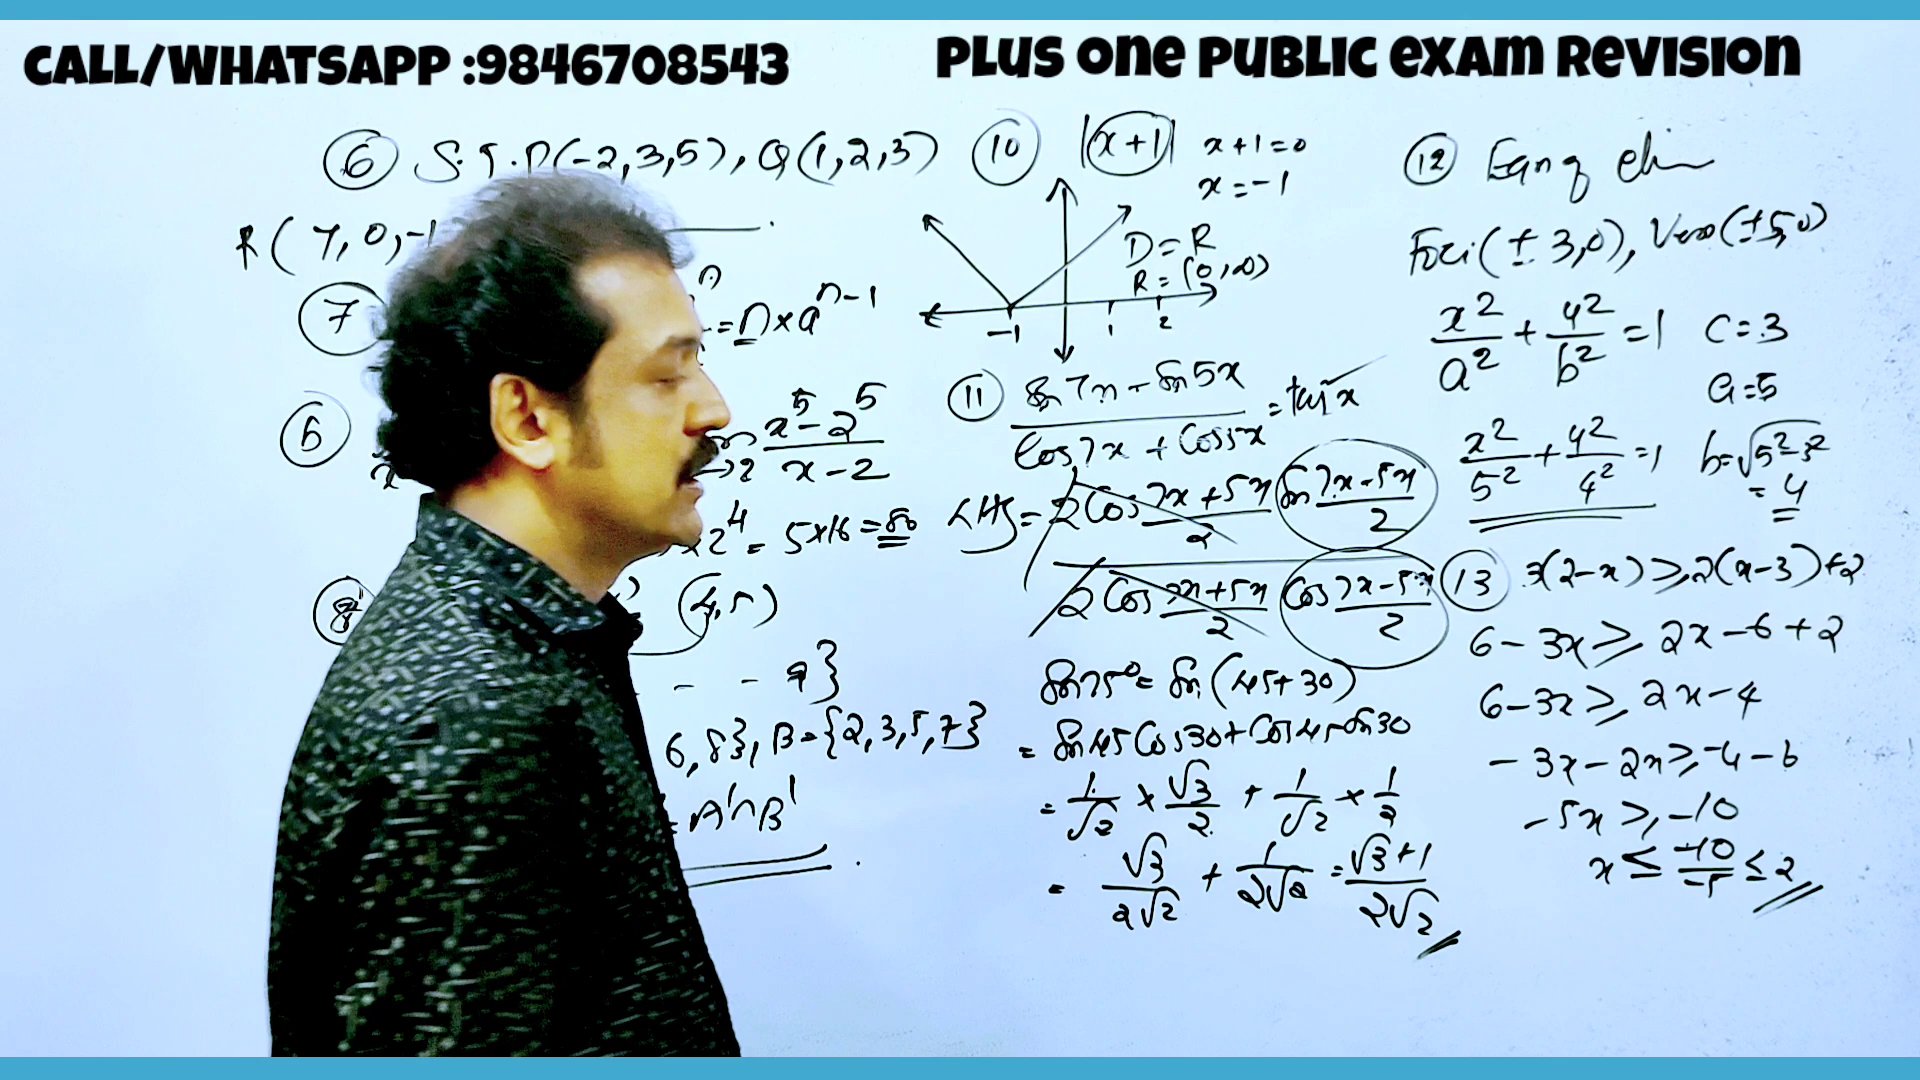 CALL/WHATSAPP :9846708543
PLUS ONE PUBLIC EXAM REVISION
(6) S.T. P(-2,3,5), Q(1,2,3)
R(7,0,-1
(7)
= n×a^(n-1)
(6)
x^5-2^5 / x-2
→2
×2^4 = 5×16 = 80
(8)
(4,5)
- - 9}
6,8}, B={2,3,5,7}
= A'∩B'
(10) |x+1|
x+1=0
x=-1
D=R
R=[0,∞)
-1 1 2
(11) sin7x-sin5x / cos7x+cos5x = tan x
LHS= 2Cos (7x+5x)/2 sin (7x-5x)/2
2Cos (7x+5x)/2 Cos (7x-5x)/2
sin75°= sin(45+30)
= sin45 Cos30+Cos45 sin30
= 1/√2 × √3/2 + 1/√2 × 1/2
= √3/2√2 + 1/2√2 = √3+1/2√2
(12) Eqn of
Foci(±3,0), (±5,0)
x²/a² + y²/b² = 1
c=3
a=5
x²/5² + y²/4² =1
b=√5²-3²
= 4
(13) 3(2-x)≥2(x-3)+2
6-3x≥2x-6+2
6-3x≥2x-4
-3x-2x≥-4-6
-5x≥-10
x≤ -10/-5 ≤2